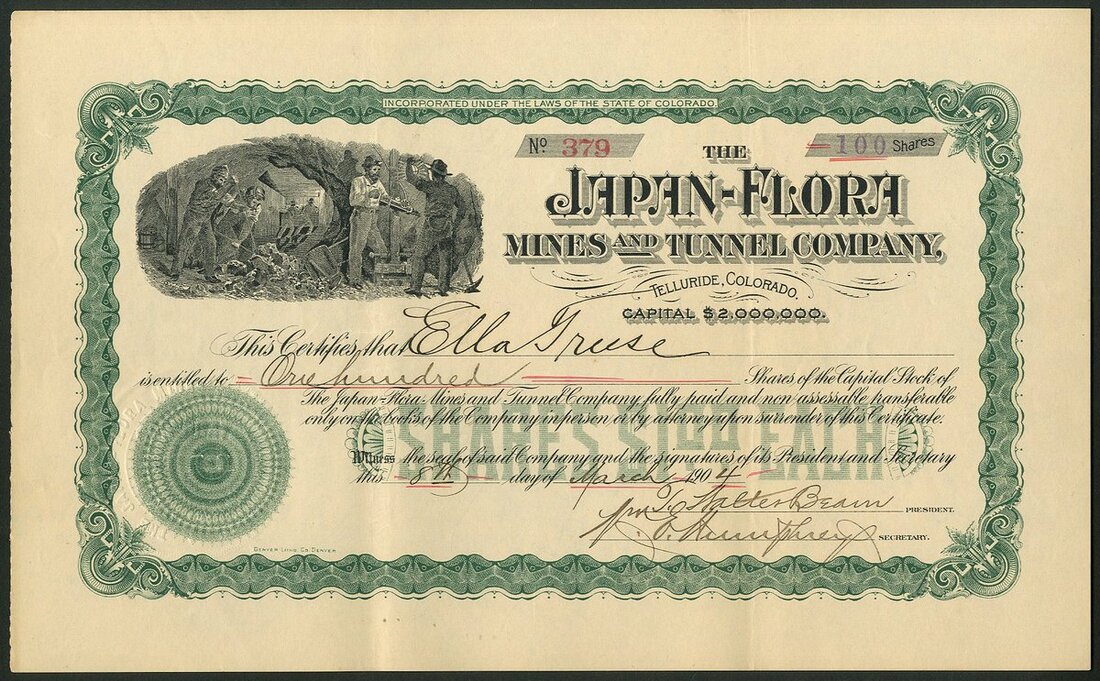 INCORPORATED UNDER THE LAWS OF THE STATE OF COLORADO.
No 379
100 Shares
THE
JAPAN-FLORA
MINES AND TUNNEL COMPANY,
TELLURIDE, COLORADO.
CAPITAL $2,000,000.
This Certifies that Ella Truse
is entitled to One hundred Shares of the Capital Stock of
The Japan-Flora Mines and Tunnel Company fully paid and non-assessable transferable
only on the books of the Company in person or by attorney upon surrender of this Certificate.
SHARES $1.00 EACH
Witness the seal of said Company and the signatures of its President and Secretary
this 8th day of March 1904
Walter Beam PRESIDENT.
Humphrey SECRETARY.
DENVER LITHO. CO. DENVER